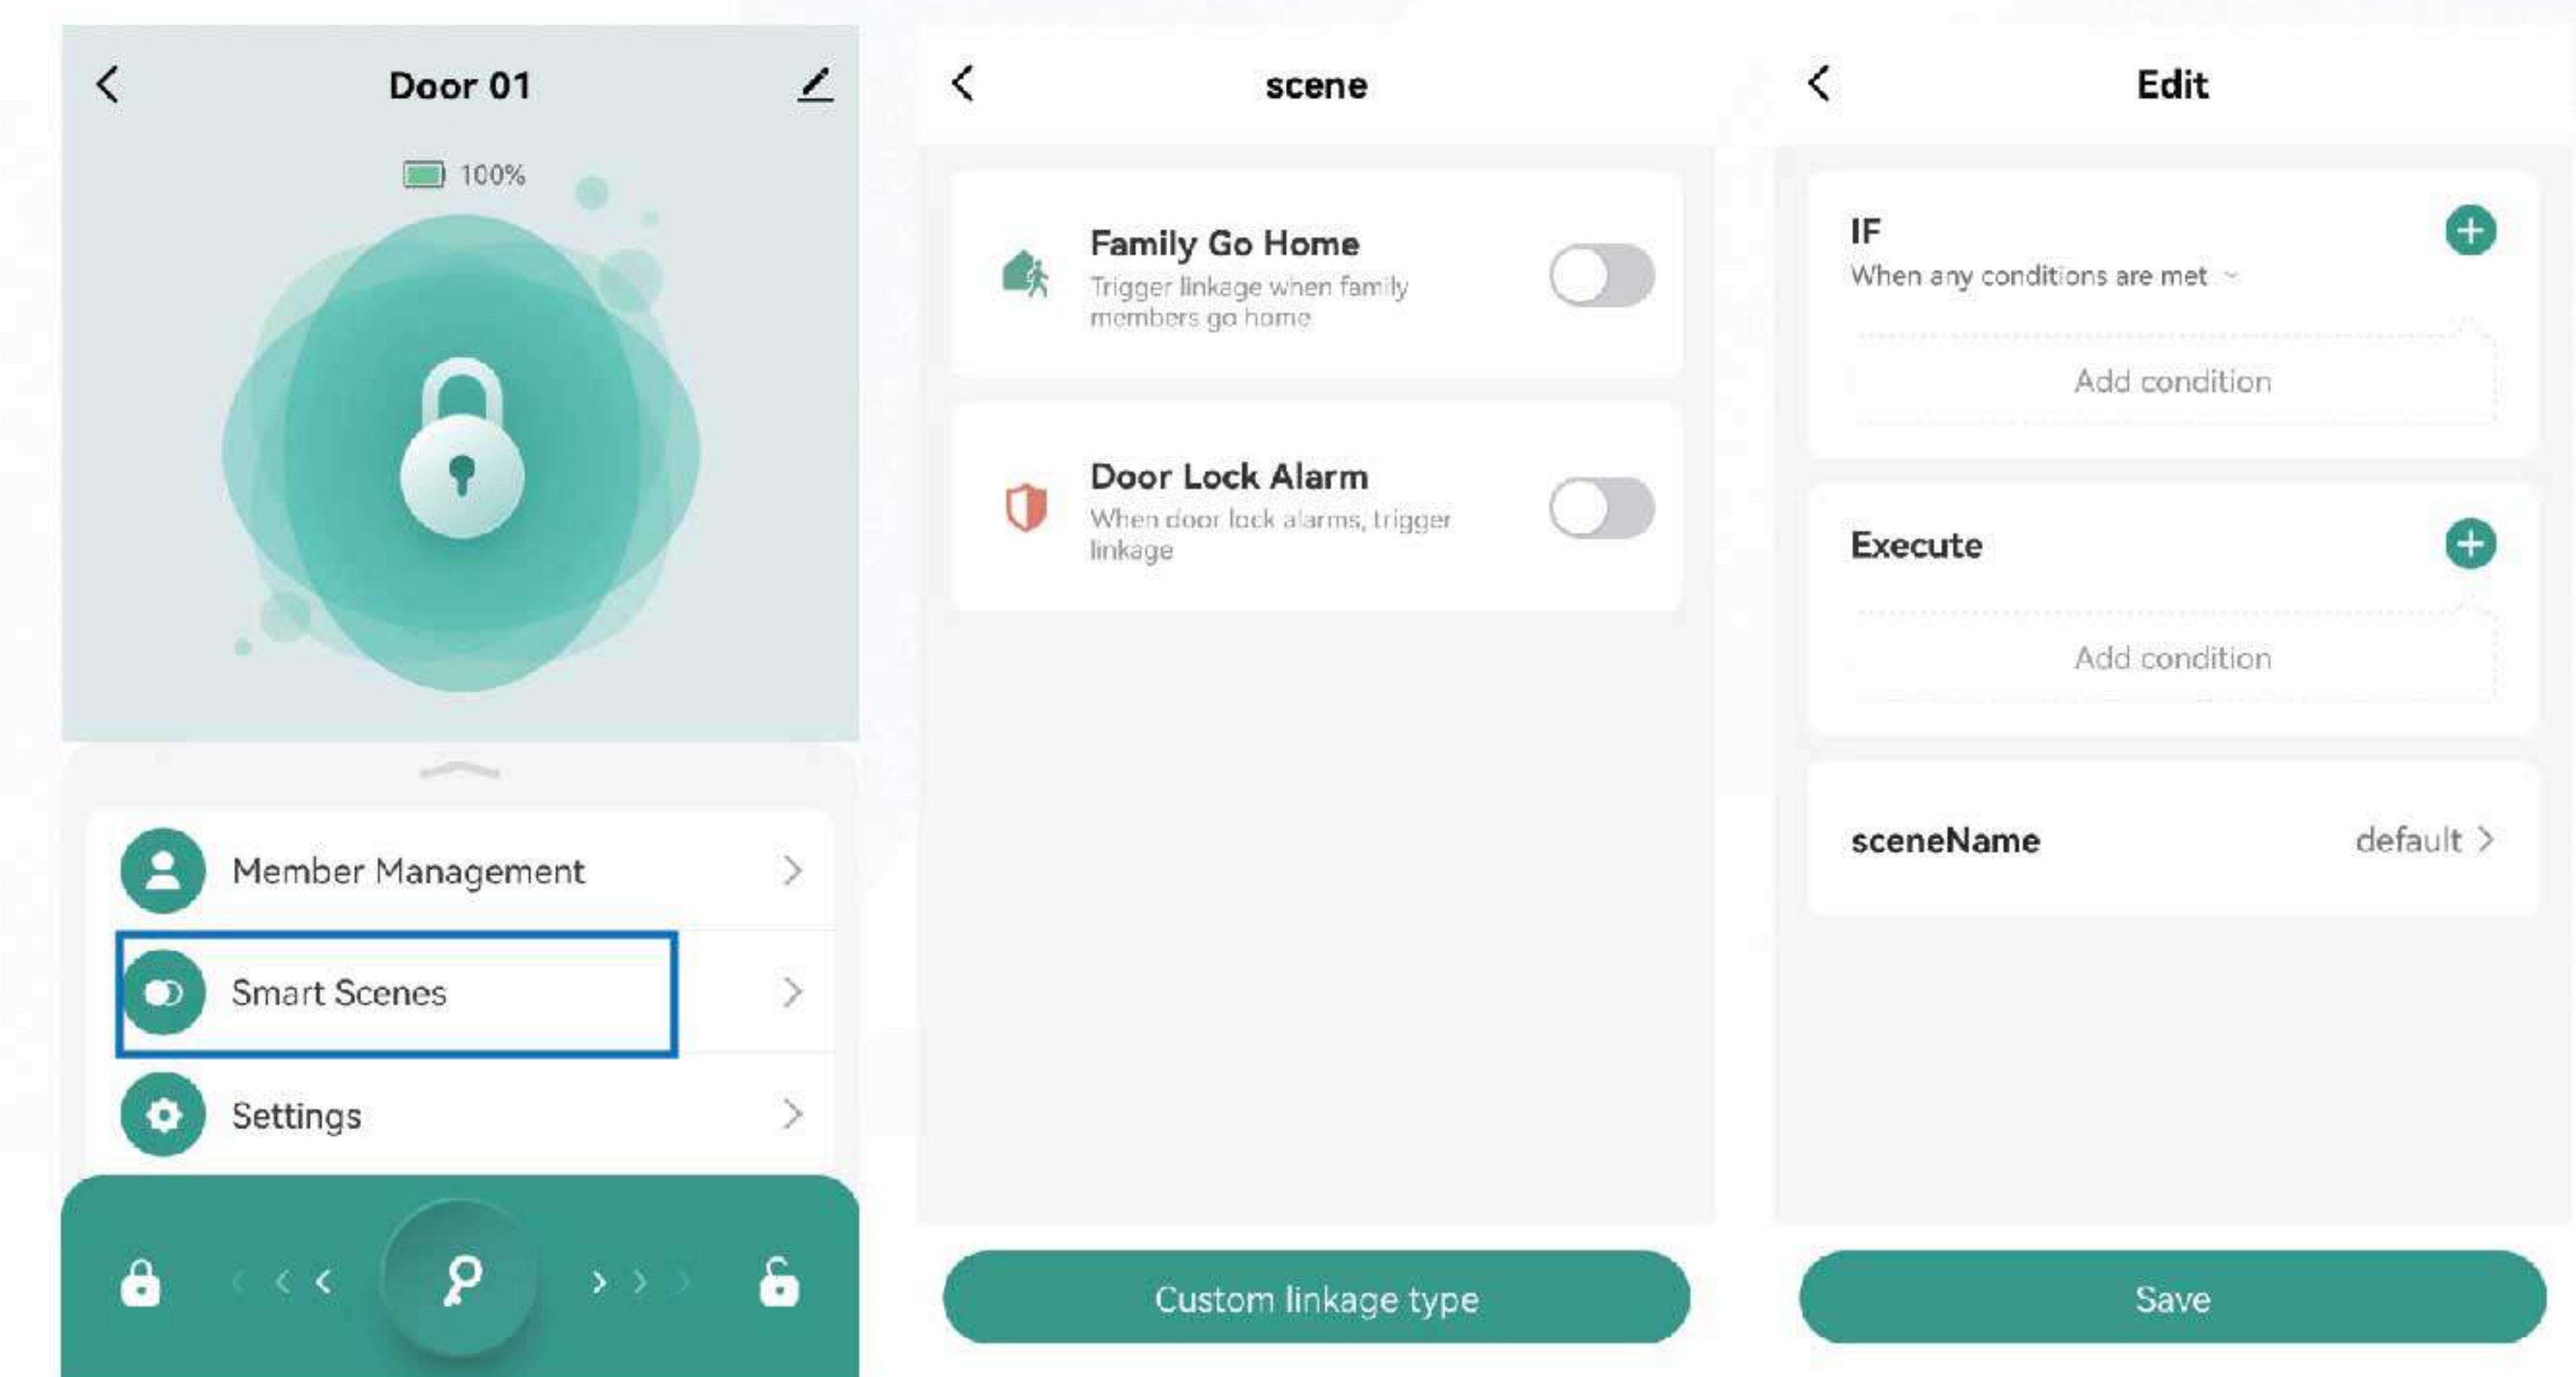 Door 01
100%
Member Management
Smart Scenes
Settings
scene
Family Go Home
Trigger linkage when family
members go home
Door Lock Alarm
When door lock alarms, trigger
linkage
Custom linkage type
Edit
IF
When any conditions are met
Add condition
Execute
Add condition
sceneName
default
Save